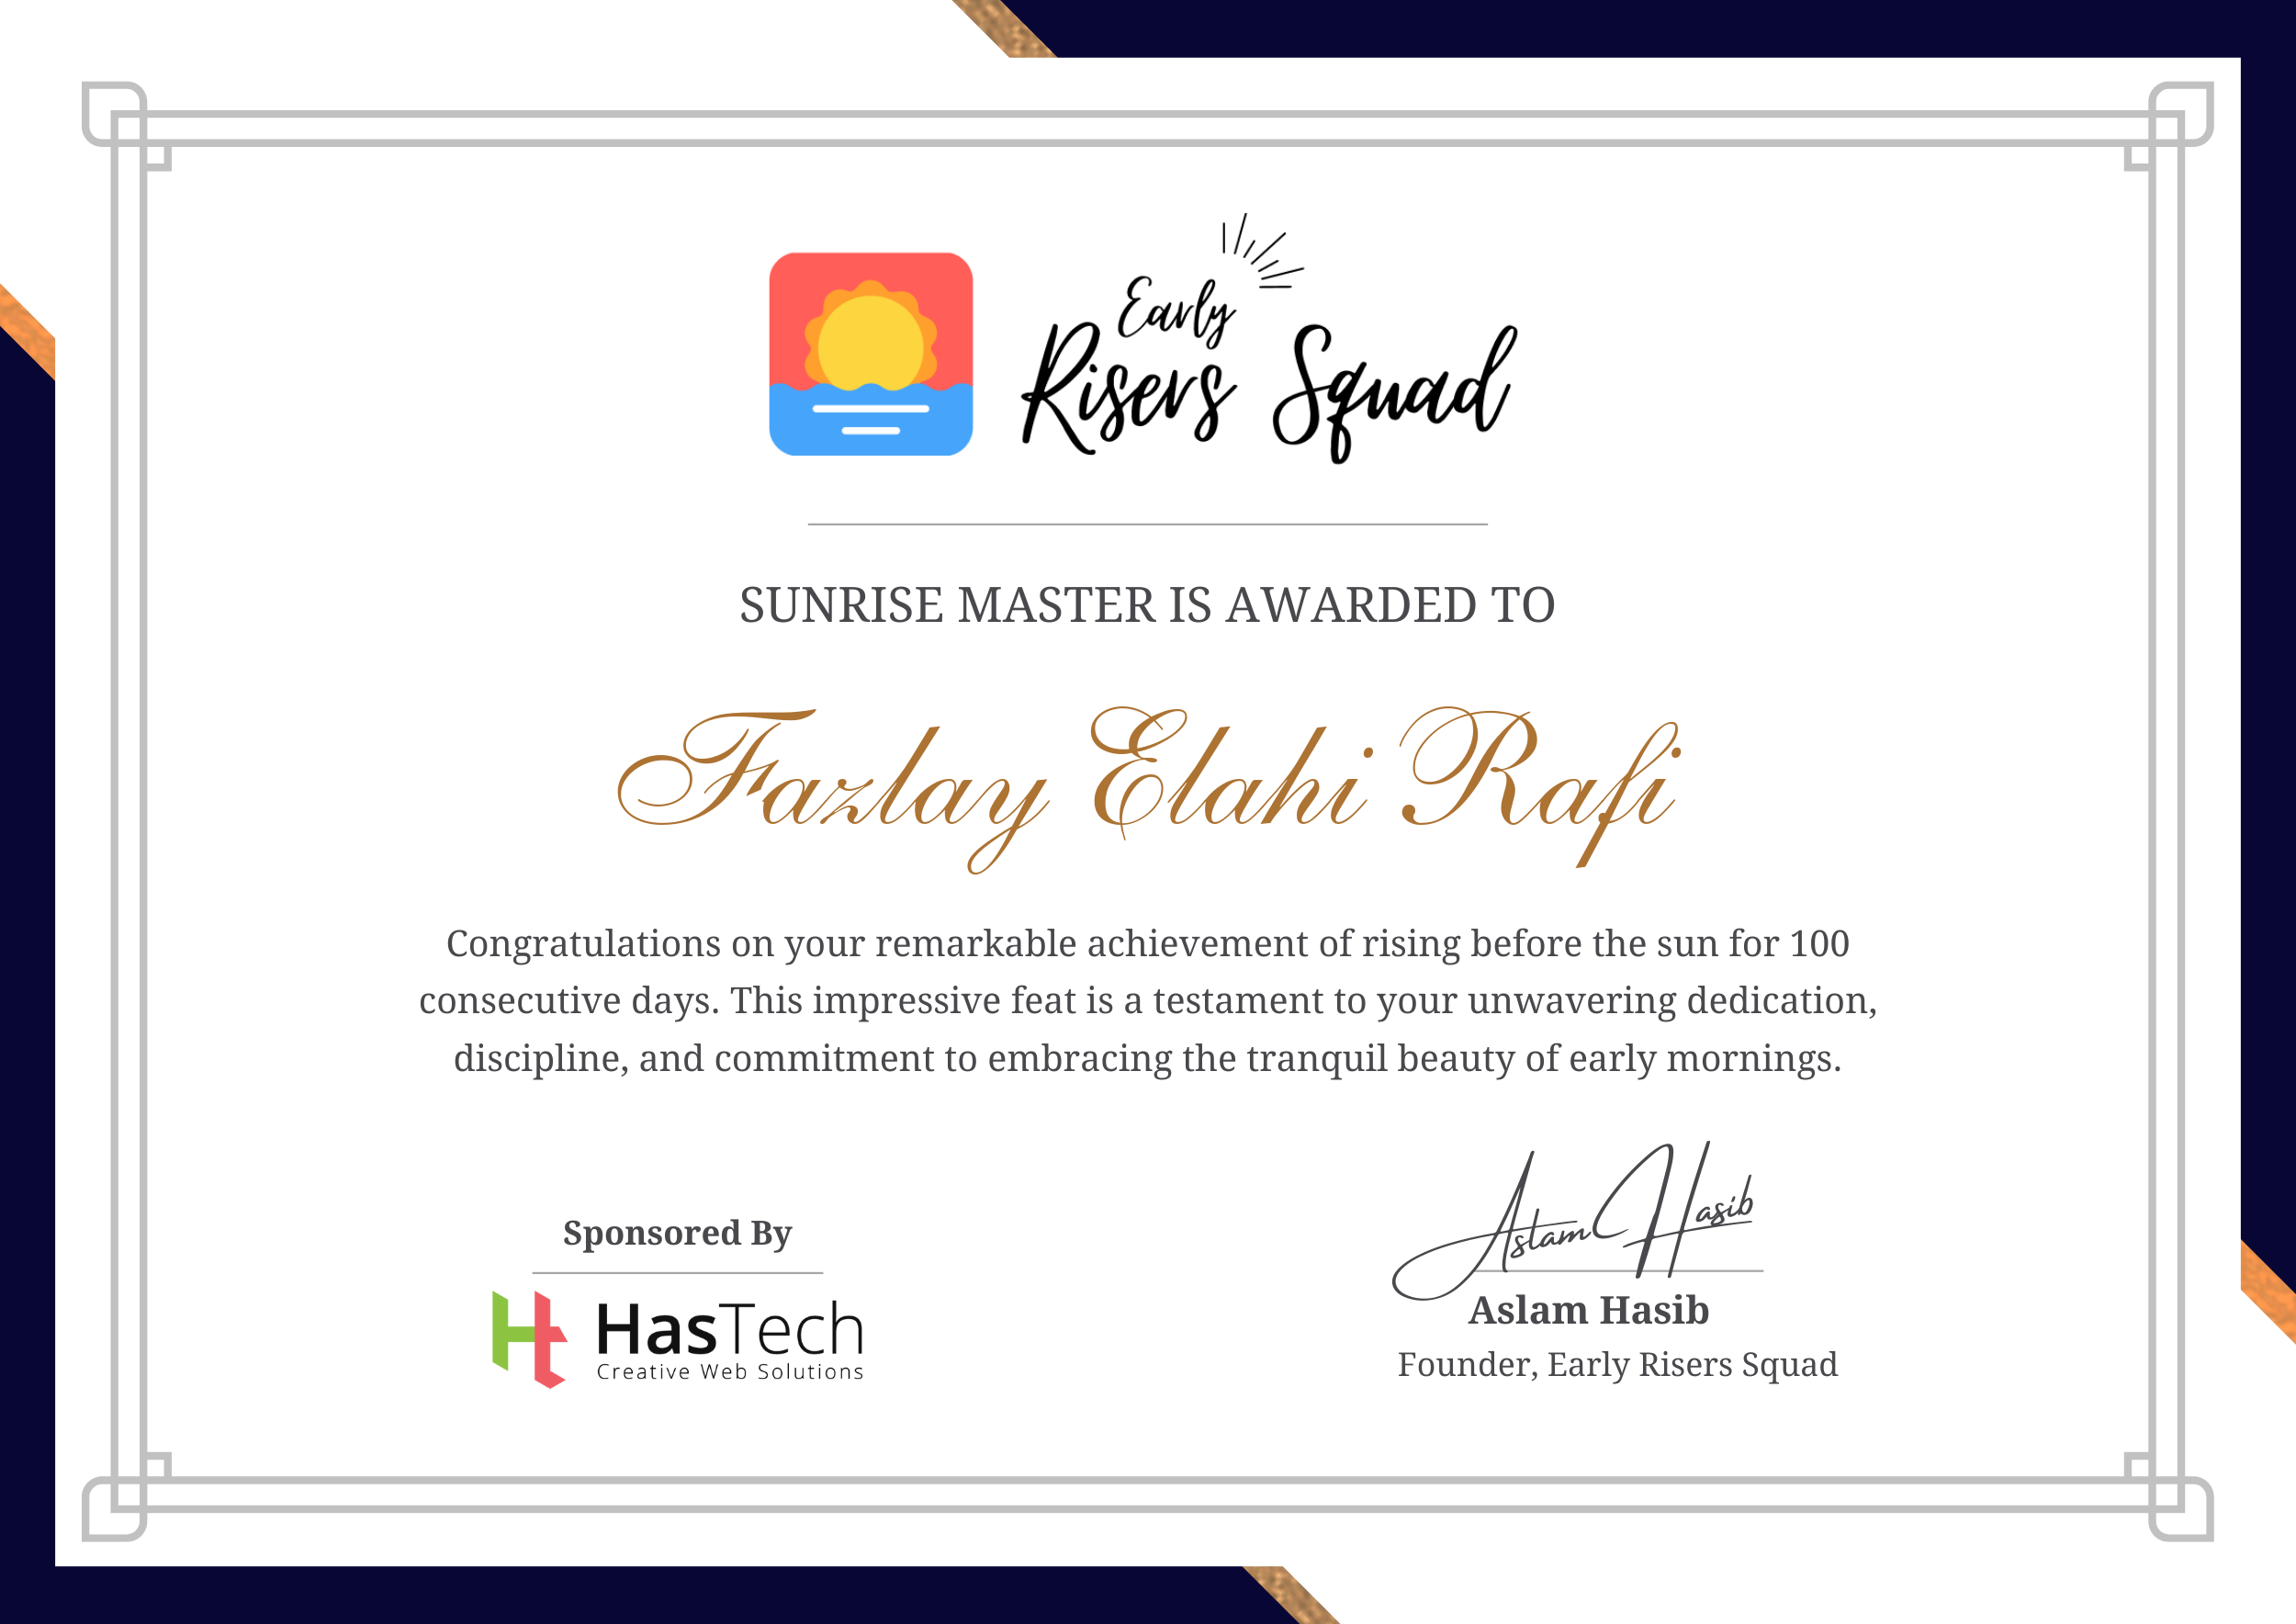 Early
Risers Squad
SUNRISE MASTER IS AWARDED TO
Fazlay Elahi Rafi
Congratulations on your remarkable achievement of rising before the sun for 100
consecutive days. This impressive feat is a testament to your unwavering dedication,
discipline, and commitment to embracing the tranquil beauty of early mornings.
Sponsored By
HasTech
Creative Web Solutions
Aslam Hasib
Aslam Hasib
Founder, Early Risers Squad